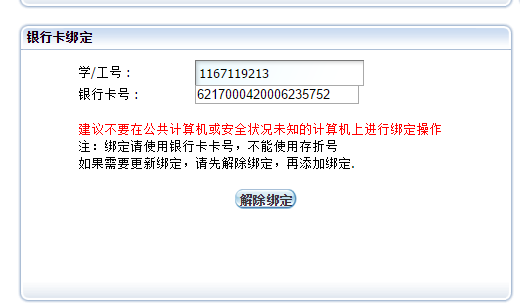 银行卡绑定
学/工号： 1167119213
银行卡号： 6217000420006235752
建议不要在公共计算机或安全状况未知的计算机上进行绑定操作
注：绑定请使用银行卡卡号，不能使用存折号
如果需要更新绑定，请先解除绑定，再添加绑定.
解除绑定